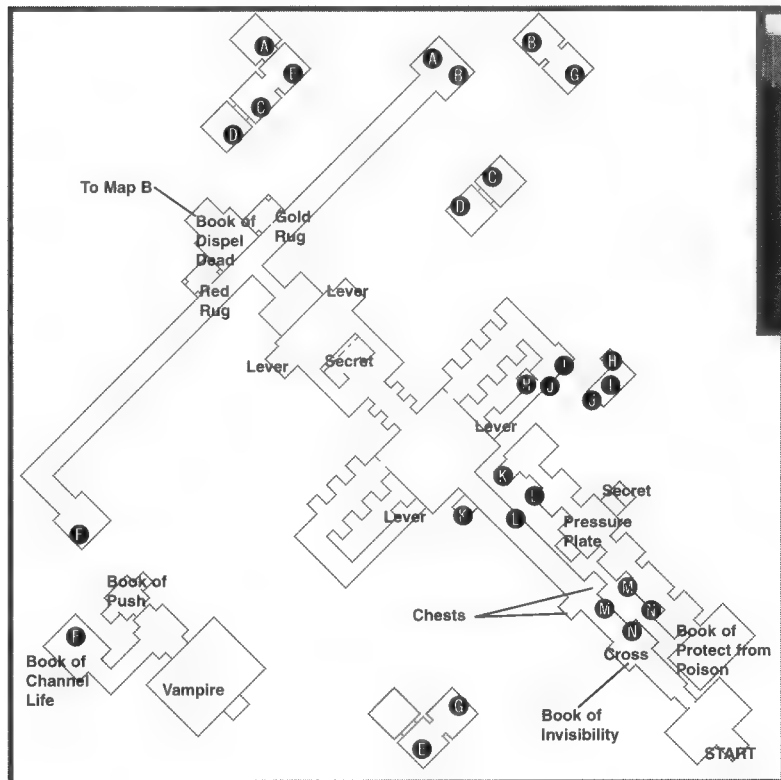 A
E
C
D
A
B
B
G
C
D
To Map B
Book of
Dispel
Dead
Gold
Rug
Red
Rug
Lever
Lever
Secret
H
J
I
H
I
J
Lever
K
L
L
K
Lever
Secret
Pressure
Plate
F
Book of
Push
F
Book of
Channel
Life
Vampire
Chests
M
M
N
N
Cross
Book of
Protect from
Poison
Book of
Invisibility
G
E
START